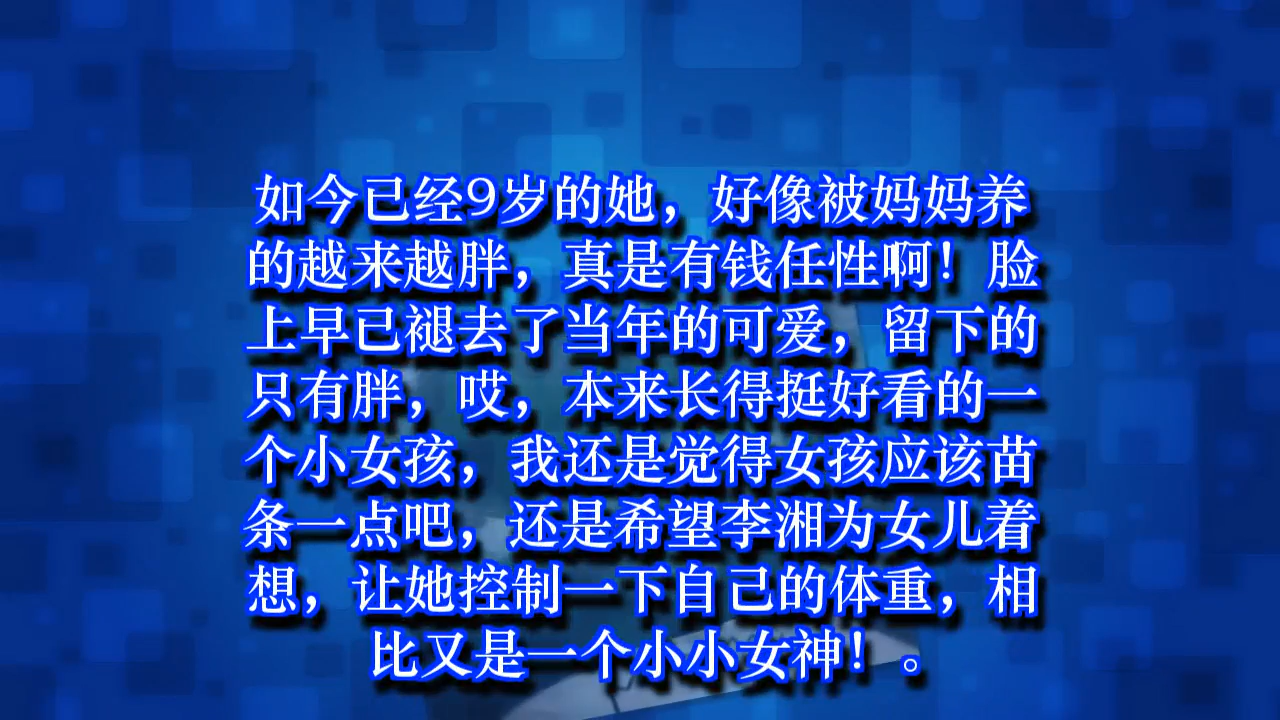 如今已经9岁的她，好像被妈妈养
的越来越胖，真是有钱任性啊！脸
上早已褪去了当年的可爱，留下的
只有胖，哎，本来长得挺好看的一
个小女孩，我还是觉得女孩应该苗
条一点吧，还是希望李湘为女儿着
想，让她控制一下自己的体重，相
比又是一个小小女神！。